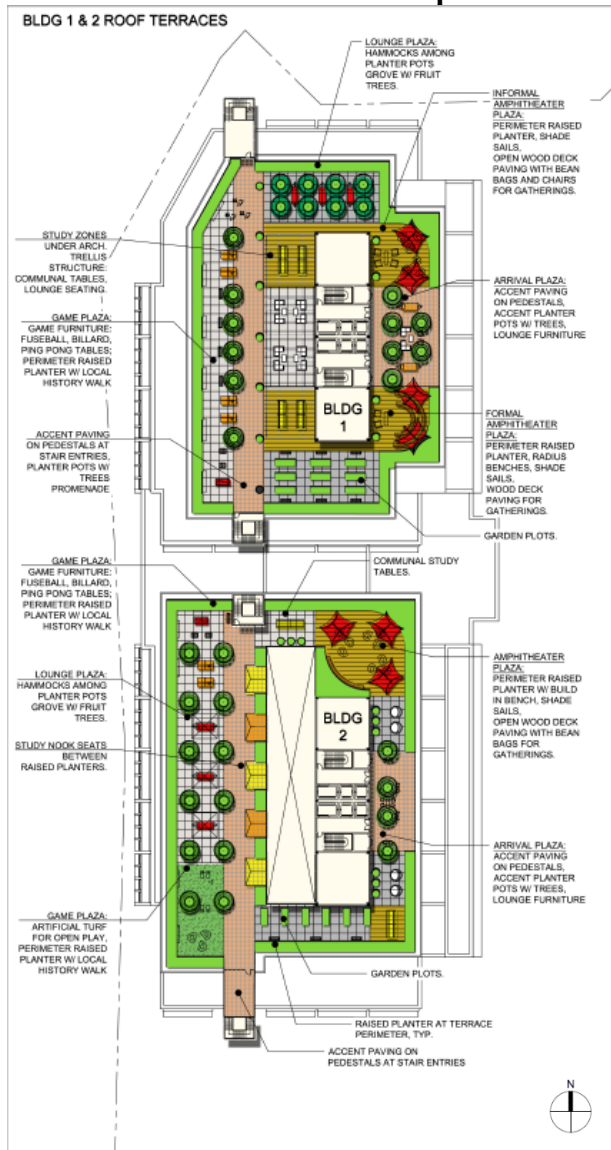 BLDG 1 & 2 ROOF TERRACES
LOUNGE PLAZA:
HAMMOCKS AMONG
PLANTER POTS
GROVE W/ FRUIT
TREES.
INFORMAL
AMPHITHEATER
PLAZA:
PERIMETER RAISED
PLANTER, SHADE
SAILS,
OPEN WOOD DECK
PAVING WITH BEAN
BAGS AND CHAIRS
FOR GATHERINGS.
STUDY ZONES
UNDER ARCH.
TRELLIS
STRUCTURE:
COMMUNAL TABLES,
LOUNGE SEATING.
ARRIVAL PLAZA:
ACCENT PAVING
ON PEDESTALS,
ACCENT PLANTER
POTS W/ TREES,
LOUNGE FURNITURE
GAME PLAZA:
GAME FURNITURE:
FUSEBALL, BILLARD,
PING PONG TABLES;
PERIMETER RAISED
PLANTER W/ LOCAL
HISTORY WALK
BLDG
1
FORMAL
AMPHITHEATER
PLAZA:
PERIMETER RAISED
PLANTER, RADIUS
BENCHES, SHADE
SAILS,
WOOD DECK
PAVING FOR
GATHERINGS.
ACCENT PAVING
ON PEDESTALS AT
STAIR ENTRIES,
PLANTER POTS W/
TREES
PROMENADE
GARDEN PLOTS.
GAME PLAZA:
GAME FURNITURE:
FUSEBALL, BILLARD,
PING PONG TABLES;
PERIMETER RAISED
PLANTER W/ LOCAL
HISTORY WALK
COMMUNAL STUDY
TABLES.
LOUNGE PLAZA:
HAMMOCKS AMONG
PLANTER POTS
GROVE W/ FRUIT
TREES.
AMPHITHEATER
PLAZA:
PERIMETER RAISED
PLANTER W/ BUILD
IN BENCH, SHADE
SAILS,
OPEN WOOD DECK
PAVING WITH BEAN
BAGS FOR
GATHERINGS.
BLDG
2
STUDY NOOK SEATS
BETWEEN
RAISED PLANTERS.
ARRIVAL PLAZA:
ACCENT PAVING
ON PEDESTALS,
ACCENT PLANTER
POTS W/ TREES,
LOUNGE FURNITURE
GAME PLAZA:
ARTIFICIAL TURF
FOR OPEN PLAY,
PERIMETER RAISED
PLANTER W/ LOCAL
HISTORY WALK
GARDEN PLOTS.
RAISED PLANTER AT TERRACE
PERIMETER, TYP.
ACCENT PAVING ON
PEDESTALS AT STAIR ENTRIES
N